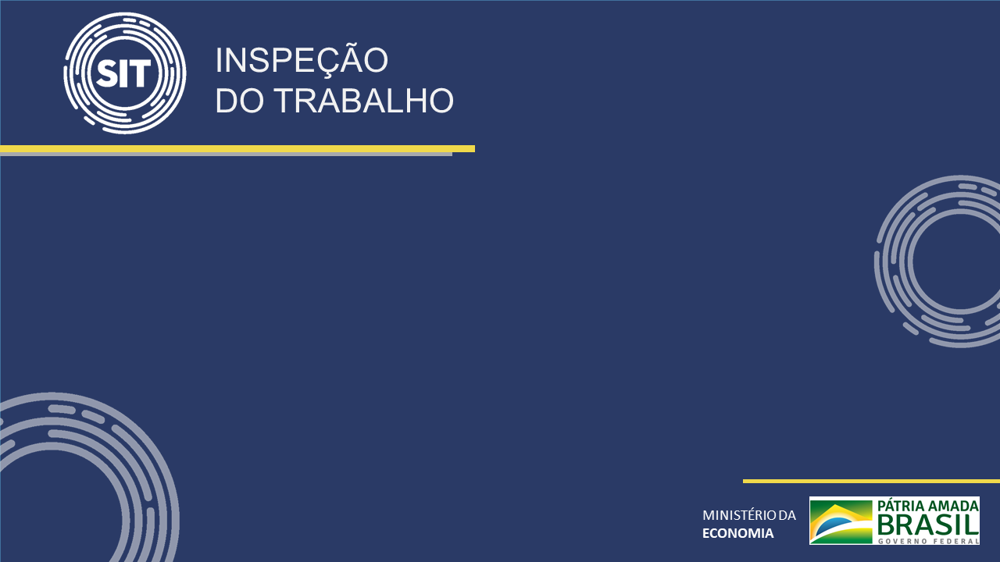 SIT
INSPEÇÃO
DO TRABALHO
MINISTÉRIO DA
ECONOMIA
PÁTRIA AMADA
BRASIL
GOVERNO FEDERAL